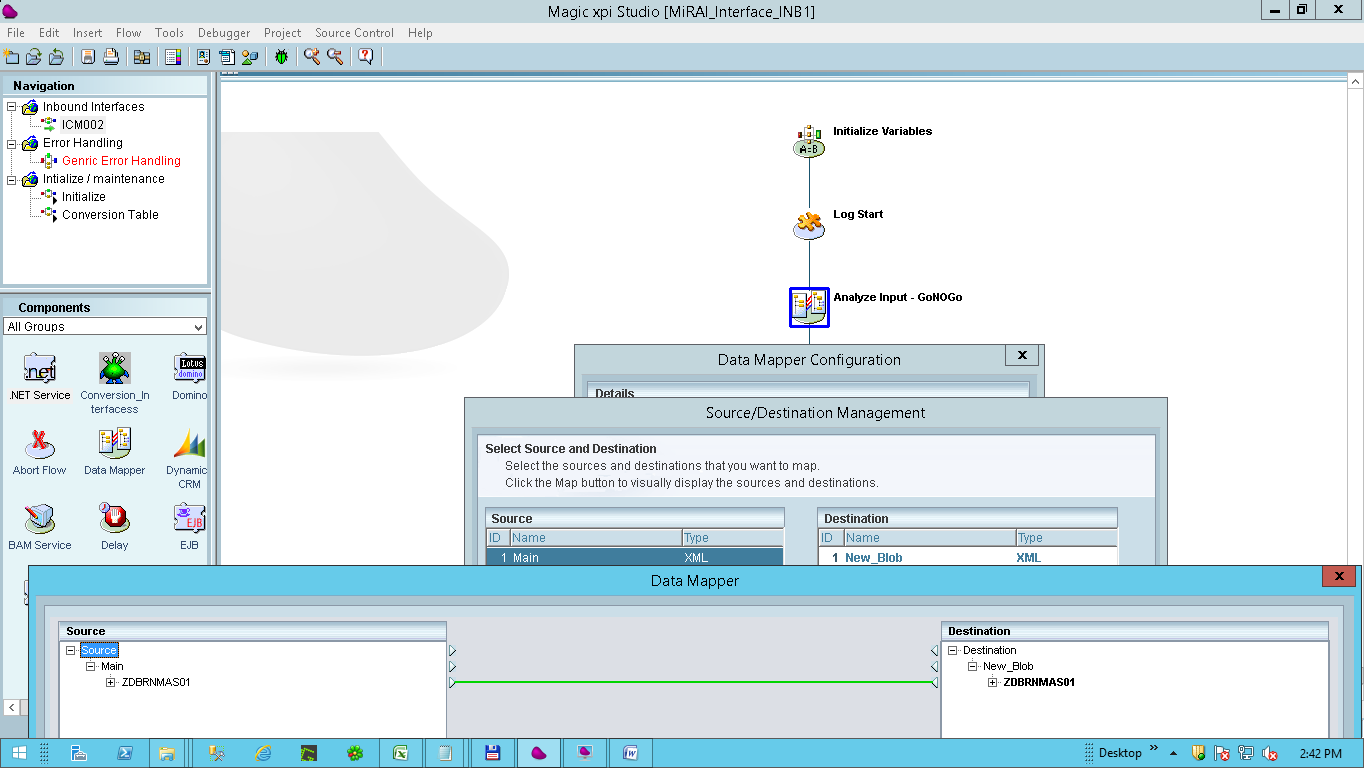 Magic xpi Studio [MiRAI_Interface_INB1]
File Edit Insert Flow Tools Debugger Project Source Control Help
Navigation
Inbound Interfaces
ICM002
Error Handling
Genric Error Handling
Intialize / maintenance
Initialize
Conversion Table
Components
All Groups
.net Lotus domino
.NET Service Conversion_In terfacess Domino
Abort Flow Data Mapper Dynamic CRM
EJB
BAM Service Delay EJB
Initialize Variables
A=B
Log Start
Analyze Input - GoNOGo
Data Mapper Configuration
Details
Source/Destination Management
Select Source and Destination
Select the sources and destinations that you want to map.
Click the Map button to visually display the sources and destinations.
Source Destination
ID Name Type ID Name Type
1 Main XML 1 New_Blob XML
Data Mapper
Source Destination
Source Destination
Main New_Blob
ZDBRNMAS01 ZDBRNMAS01
Desktop 2:42 PM